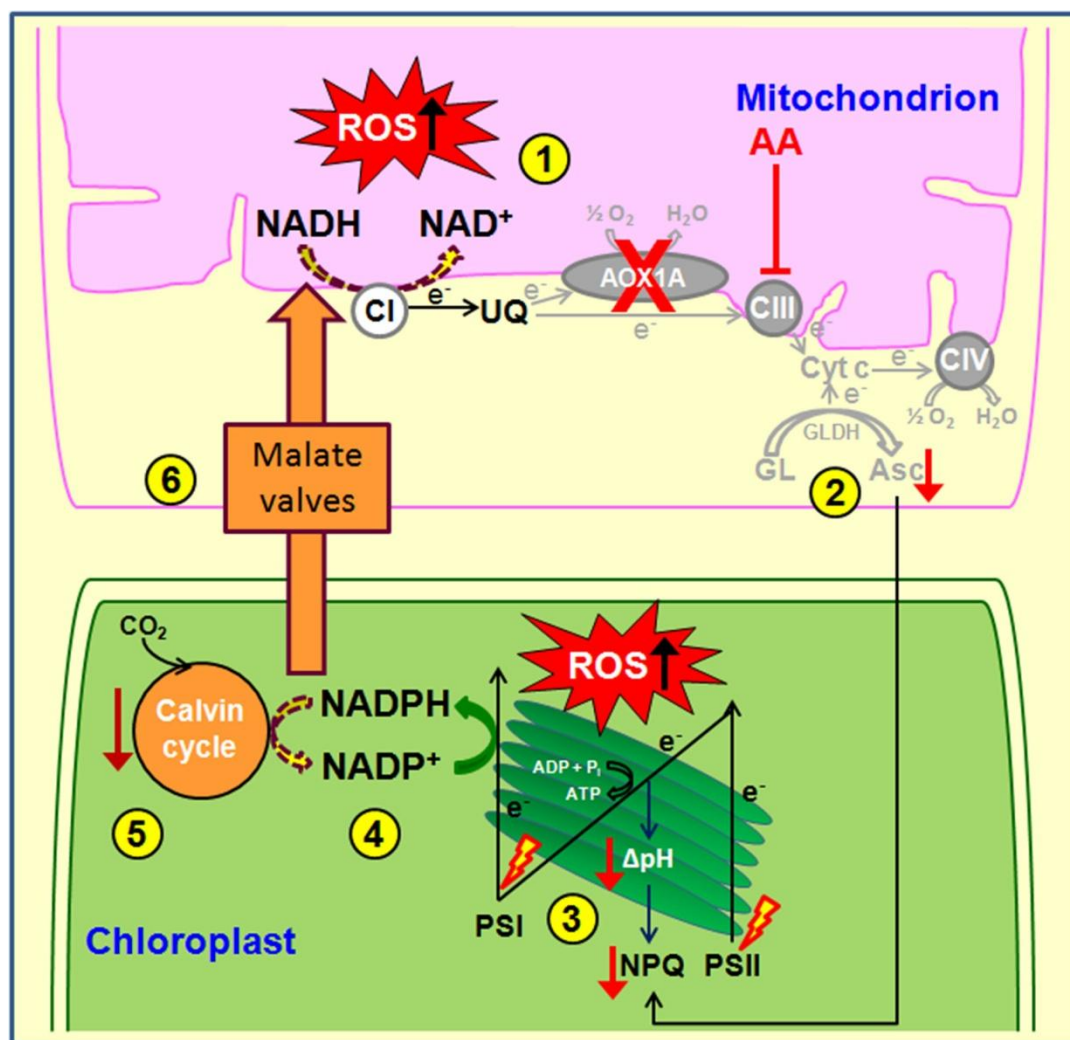 Mitochondrion
AA
ROS
1
NADH
NAD⁺
½ O₂
H₂O
AOX1A
X
CI
e⁻
UQ
e⁻
e⁻
CIII
e⁻
Cyt c
e⁻
CIV
e⁻
½ O₂
H₂O
GLDH
GL
Asc
2
6
Malate
valves
CO₂
Calvin
cycle
5
NADPH
NADP⁺
4
ROS
e⁻
ADP + Pᵢ
ATP
e⁻
e⁻
ΔpH
PSI
3
NPQ
PSII
Chloroplast